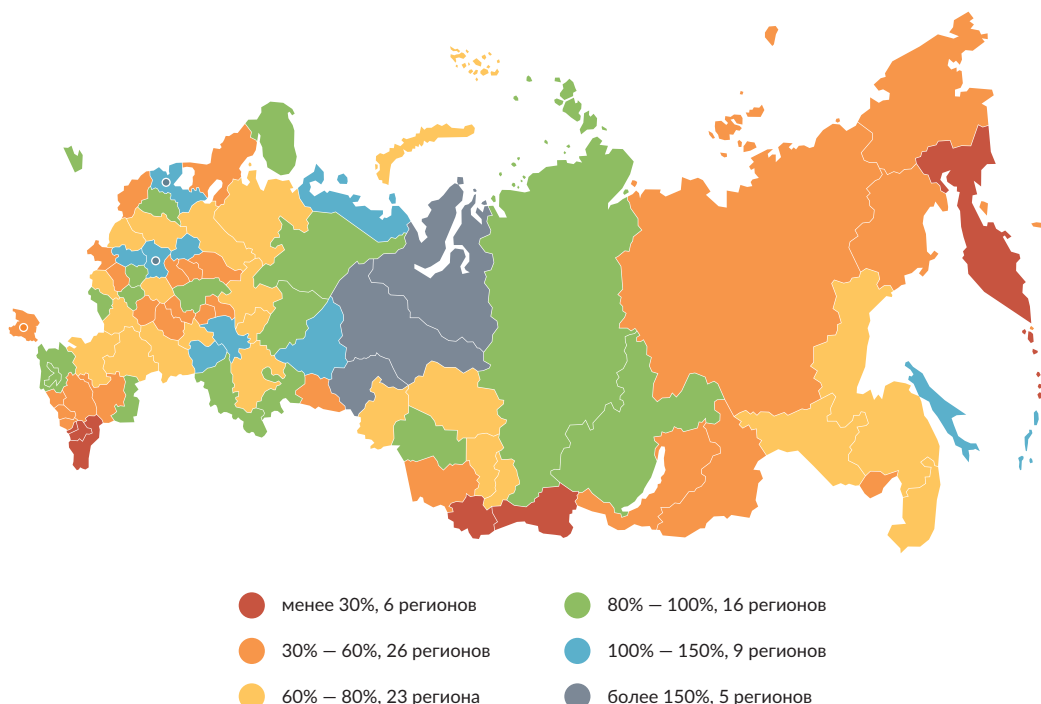 менее 30%, 6 регионов
30% — 60%, 26 регионов
60% — 80%, 23 региона
80% — 100%, 16 регионов
100% — 150%, 9 регионов
более 150%, 5 регионов